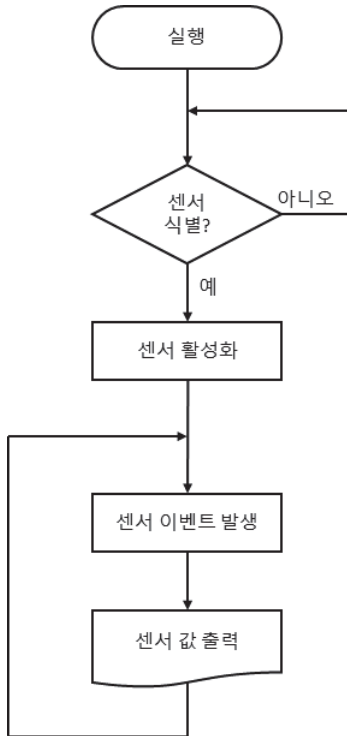 실행
센서
식별?
아니오
예
센서 활성화
센서 이벤트 발생
센서 값 출력